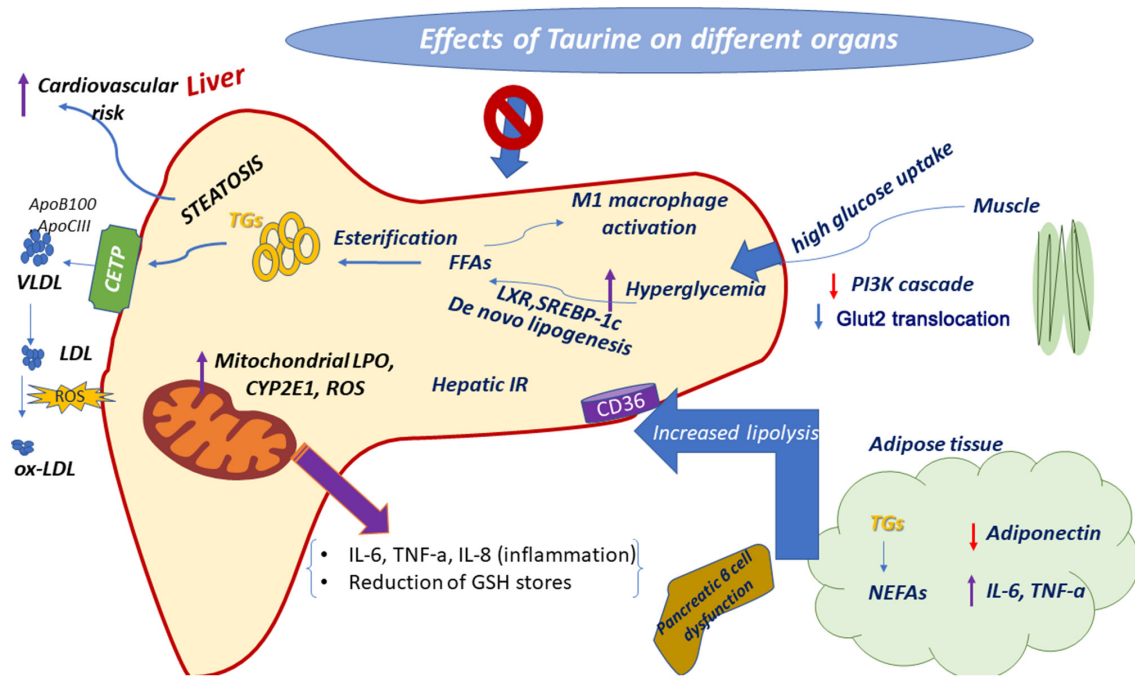 Effects of Taurine on different organs
Cardiovascular
risk
Liver
STEATOSIS
ApoB100
, ApoCIII
VLDL
CETP
TGs
Esterification
FFAs
M1 macrophage
activation
Hyperglycemia
LXR,SREBP-1c
De novo lipogenesis
high glucose uptake
Muscle
PI3K cascade
Glut2 translocation
LDL
ROS
ox-LDL
Mitochondrial LPO,
CYP2E1, ROS
Hepatic IR
CD36
Increased lipolysis
Adipose tissue
TGs
NEFAs
Adiponectin
IL-6, TNF-a
• IL-6, TNF-a, IL-8 (inflammation)
• Reduction of GSH stores
Pancreatic β cell
dysfunction